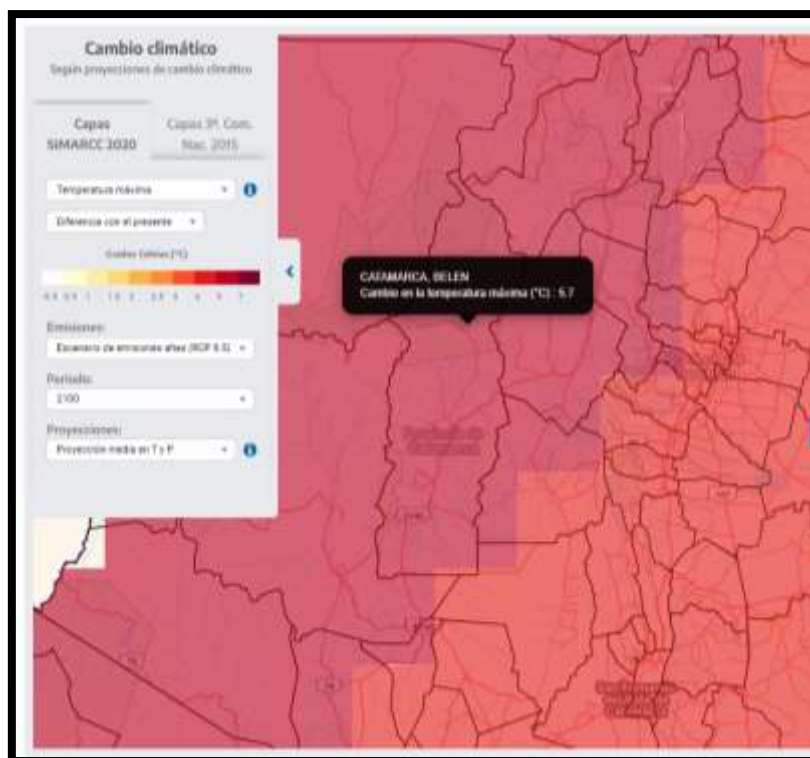 Cambio climático
Según proyecciones de cambio climático
Capas
SIMARCC 2020
Capas 3ª. Com.
Nac. 2015
Temperatura máxima
Diferencia con el presente
Grados Celsius (°C)
Emisiones:
Escenario de emisiones altas (RCP 8.5)
Período:
2100
Proyecciones:
Proyección media en T y P
CATAMARCA, BELEN
Cambio en la temperatura máxima (°C) : 5.7